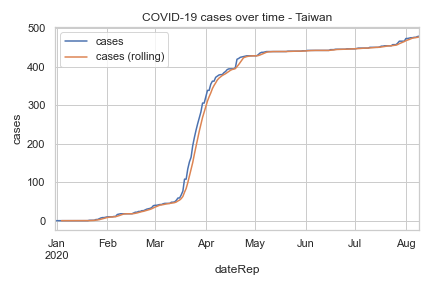 COVID-19 cases over time - Taiwan
500
400
300
200
100
0
cases
cases
cases (rolling)
Jan Feb Mar Apr May Jun Jul Aug
2020
dateRep